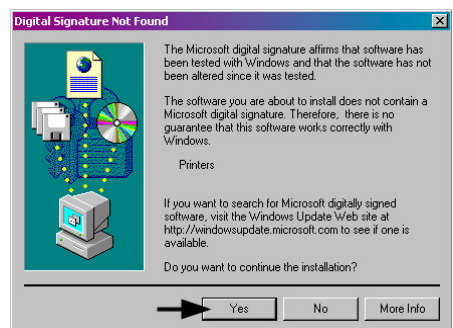 Digital Signature Not Found
The Microsoft digital signature affirms that software has
been tested with Windows and that the software has not
been altered since it was tested.
The software you are about to install does not contain a
Microsoft digital signature. Therefore, there is no
guarantee that this software works correctly with
Windows.
Printers
If you want to search for Microsoft digitally signed
software, visit the Windows Update Web site at
http://windowsupdate.microsoft.com to see if one is
available.
Do you want to continue the installation?
Yes No More Info